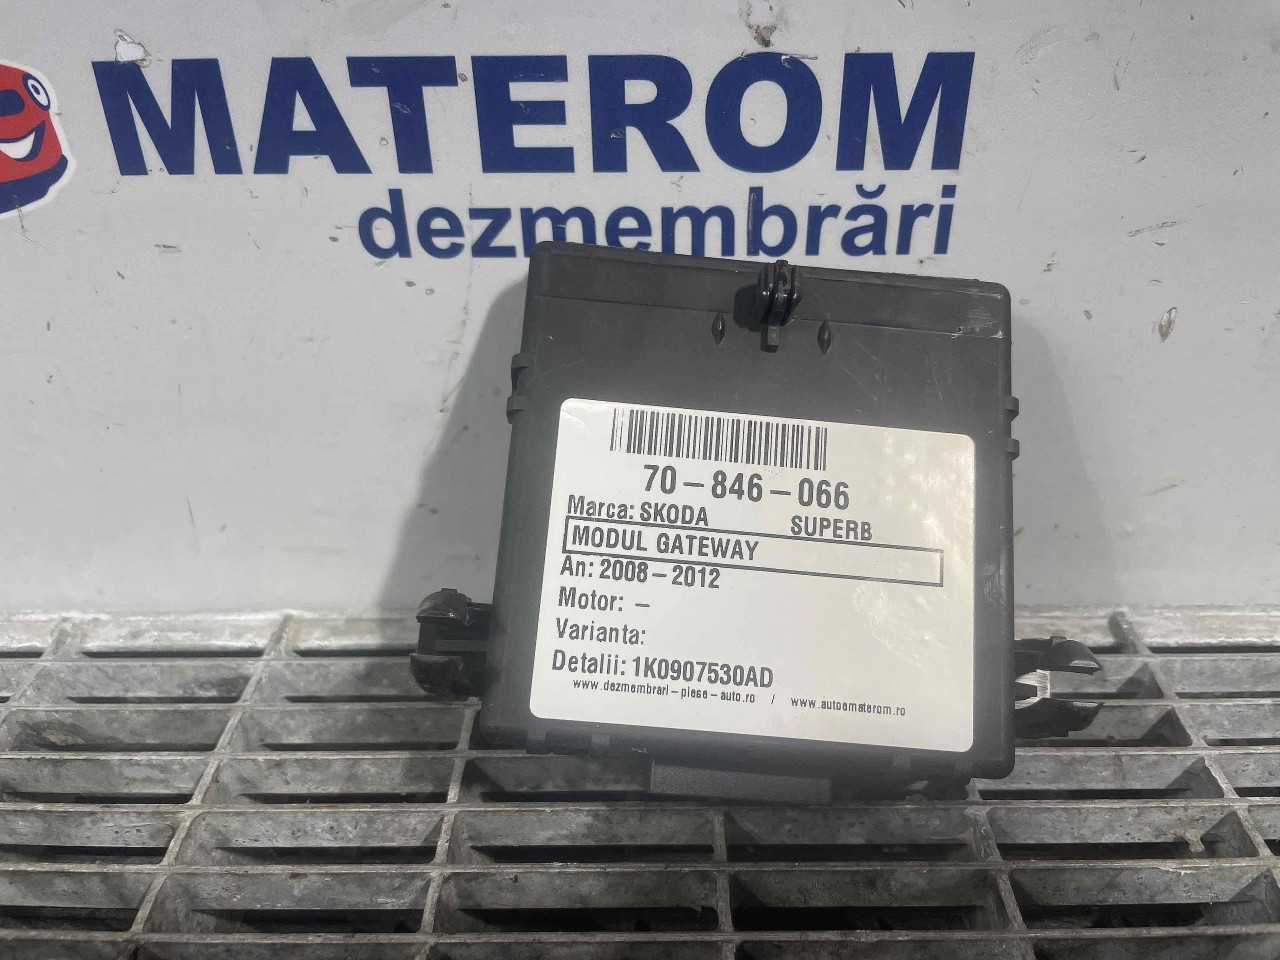 MATEROM
dezmembrări
70-846-066
Marca: SKODA SUPERB
MODUL GATEWAY
An: 2008-2012
Motor: -
Varianta:
Detalii: 1K0907530AD
www.dezmembrari-piese-auto.ro / www.autoematerom.ro